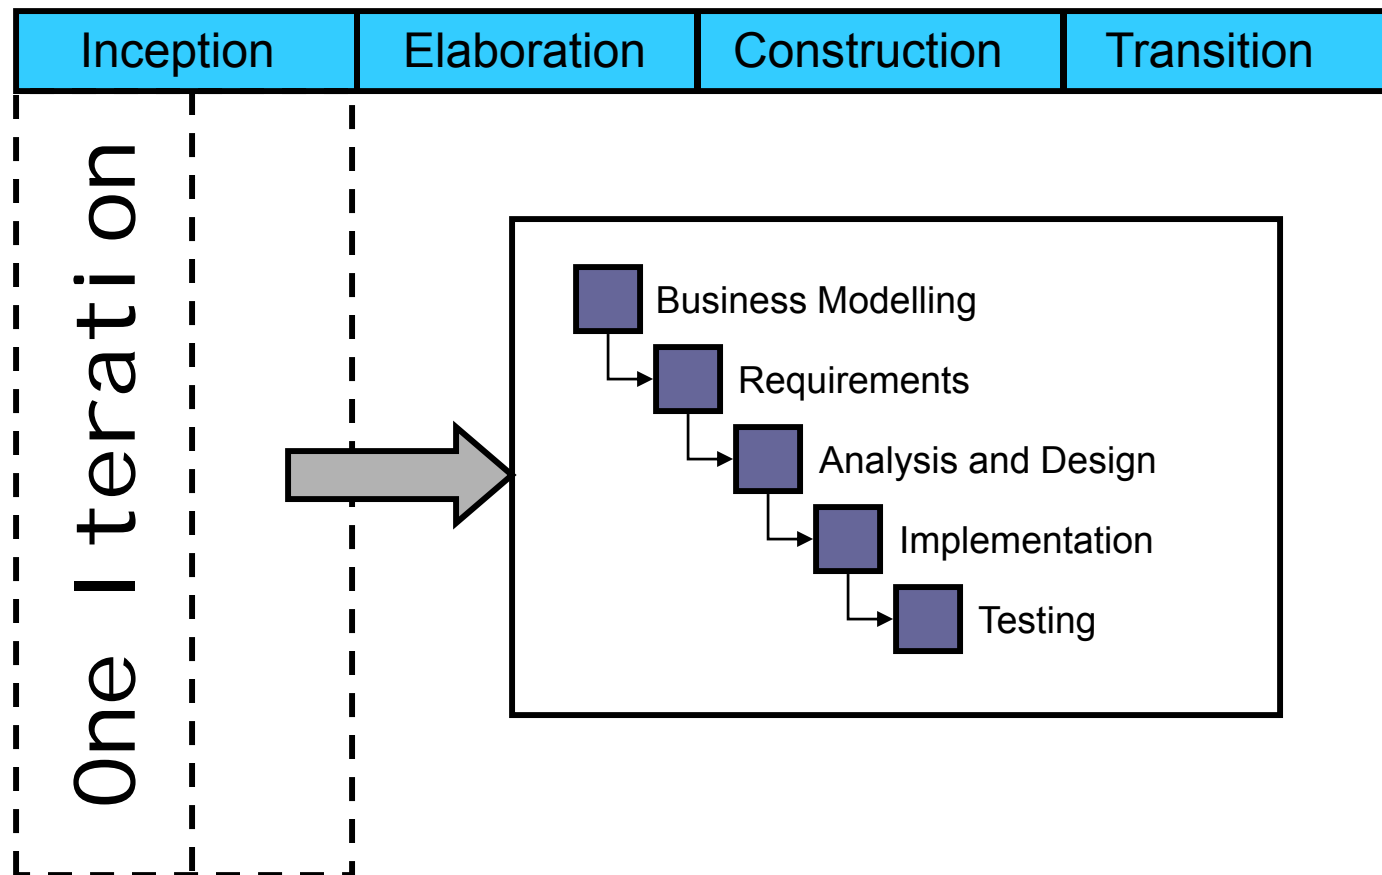 Inception Elaboration Construction Transition
One Iteration
Business Modelling
Requirements
Analysis and Design
Implementation
Testing